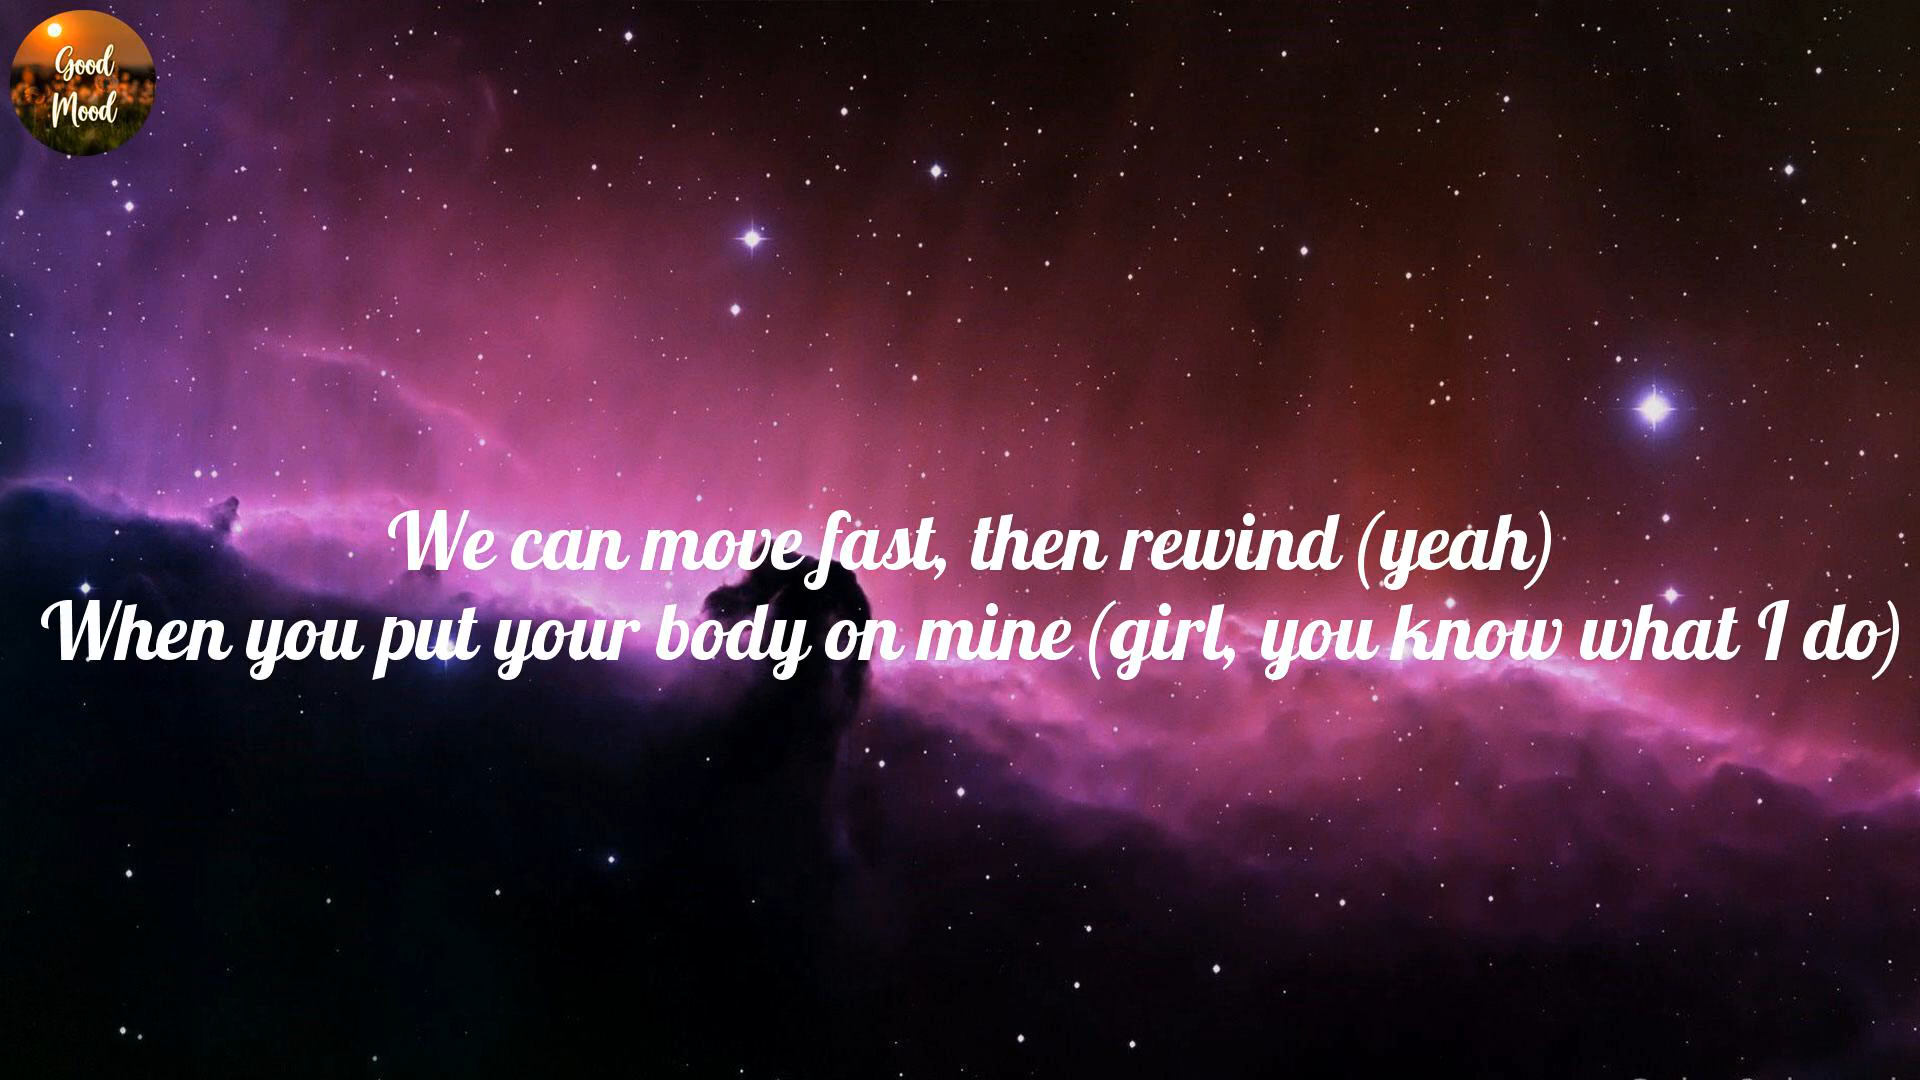 Good
Mood
We can move fast, then rewind (yeah)
When you put your body on mine (girl, you know what I do)